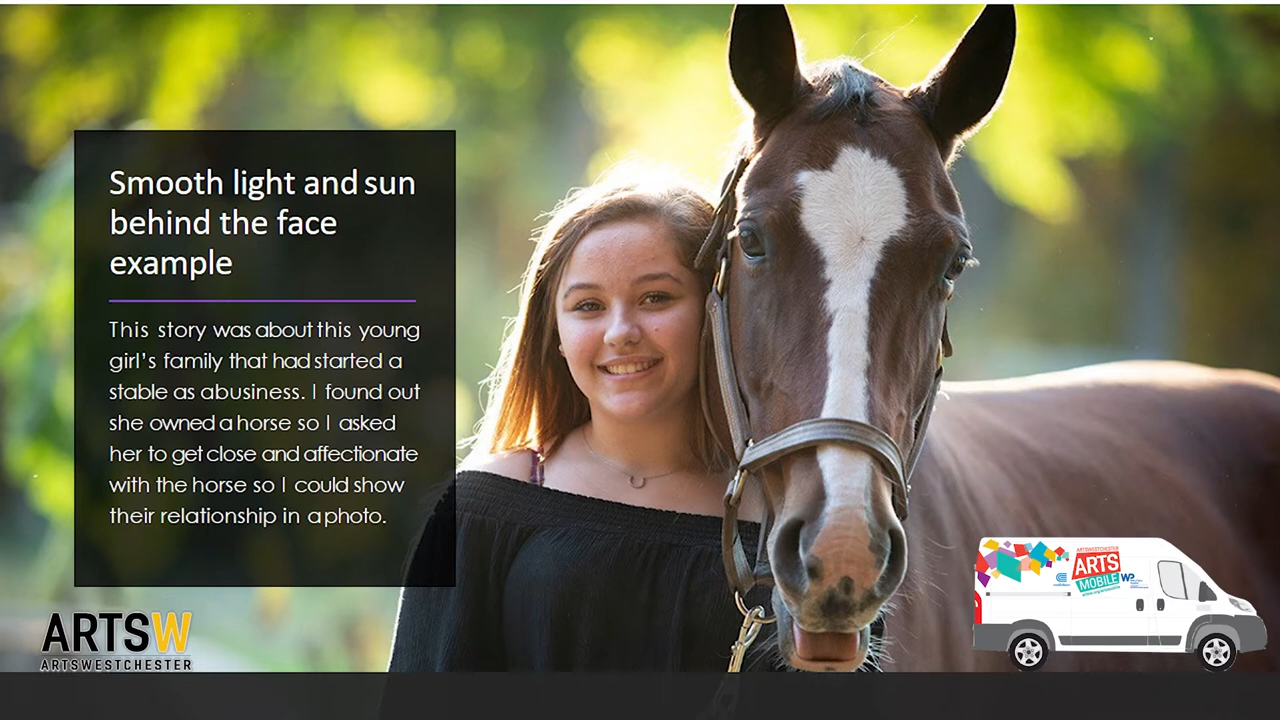 Smooth light and sun
behind the face
example
This story was about this young
girl's family that had started a
stable as a business. I found out
she owned a horse so I asked
her to get close and affectionate
with the horse so I could show
their relationship in a photo.
ARTSW
ARTSWESTCHESTER
ARTSWESTCHESTER
ARTS
MOBILE
WP